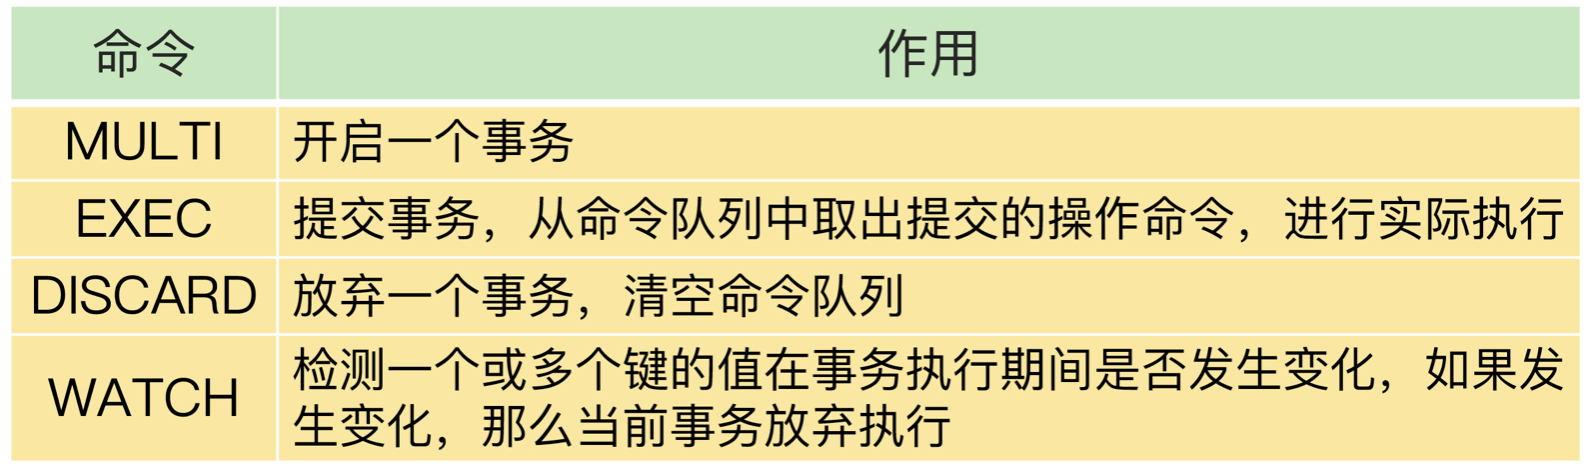 命令 作用
MULTI 开启一个事务
EXEC 提交事务，从命令队列中取出提交的操作命令，进行实际执行
DISCARD 放弃一个事务，清空命令队列
WATCH 检测一个或多个键的值在事务执行期间是否发生变化，如果发
生变化，那么当前事务放弃执行